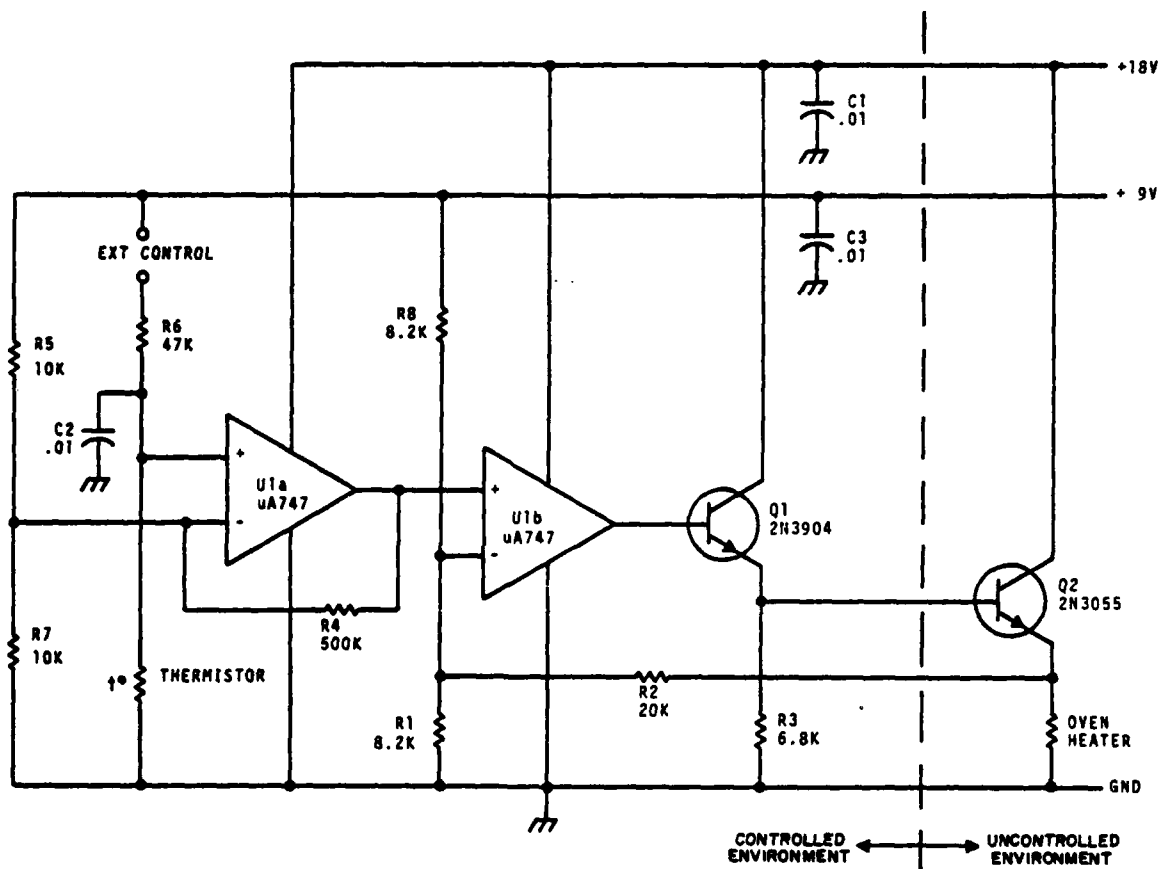 +18V
C1
.01
+ 9V
C3
.01
EXT CONTROL
R6
47K
R8
8.2K
R5
10K
C2
.01
+
U1a
uA747
-
+
U1b
uA747
-
Q1
2N3904
Q2
2N3055
R4
500K
R7
10K
t°
THERMISTOR
R2
20K
R1
8.2K
R3
6.8K
OVEN
HEATER
GND
CONTROLLED
ENVIRONMENT
UNCONTROLLED
ENVIRONMENT